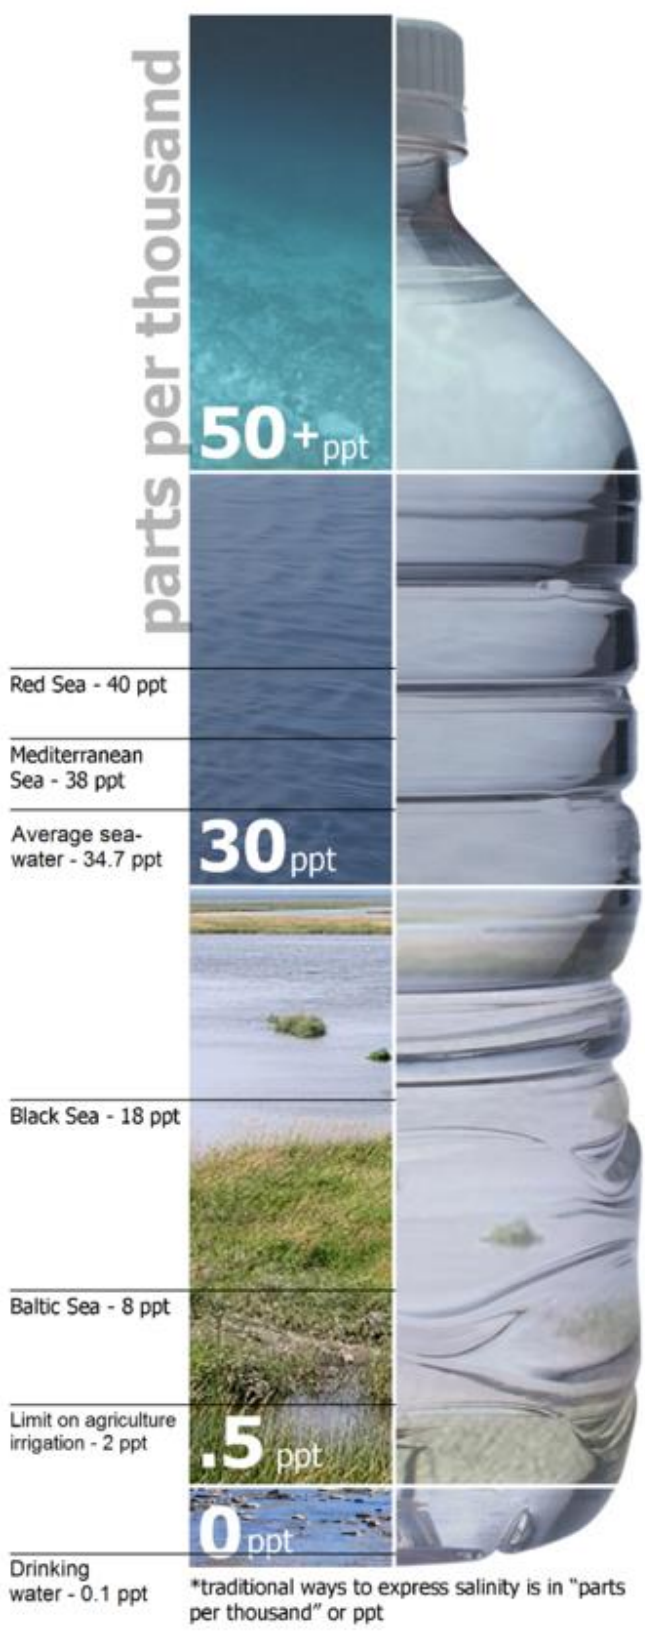 parts per thousand
50+ppt
Red Sea - 40 ppt
Mediterranean
Sea - 38 ppt
Average sea-
water - 34.7 ppt
30ppt
Black Sea - 18 ppt
Baltic Sea - 8 ppt
Limit on agriculture
irrigation - 2 ppt
.5 ppt
0ppt
Drinking
water - 0.1 ppt
*traditional ways to express salinity is in “parts
per thousand” or ppt